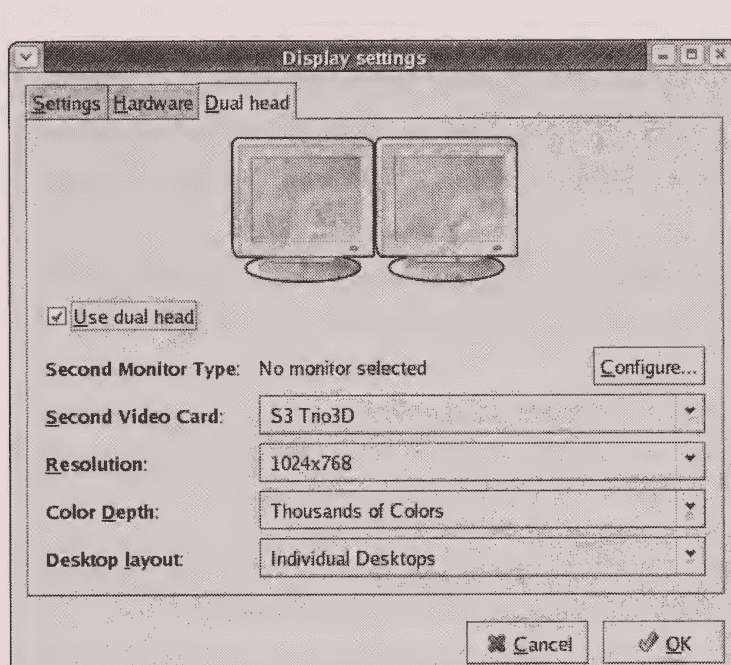 Display settings
Settings Hardware Dual head
Use dual head
Second Monitor Type: No monitor selected Configure...
Second Video Card: S3 Trio3D
Resolution: 1024x768
Color Depth: Thousands of Colors
Desktop layout: Individual Desktops
Cancel OK